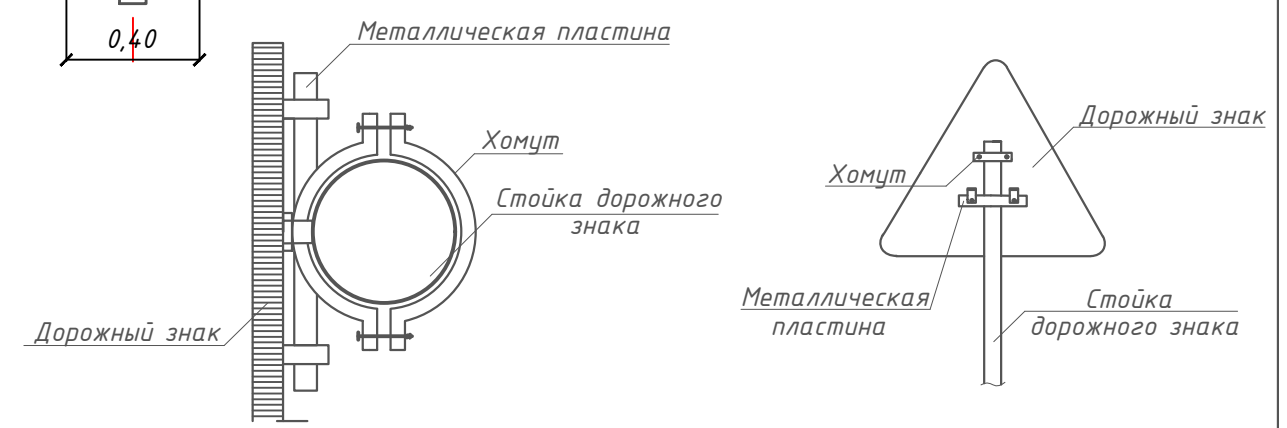 0,40
Металлическая пластина
Хомут
Стойка дорожного
знака
Дорожный знак
Дорожный знак
Хомут
Металлическая
пластина
Стойка
дорожного знака